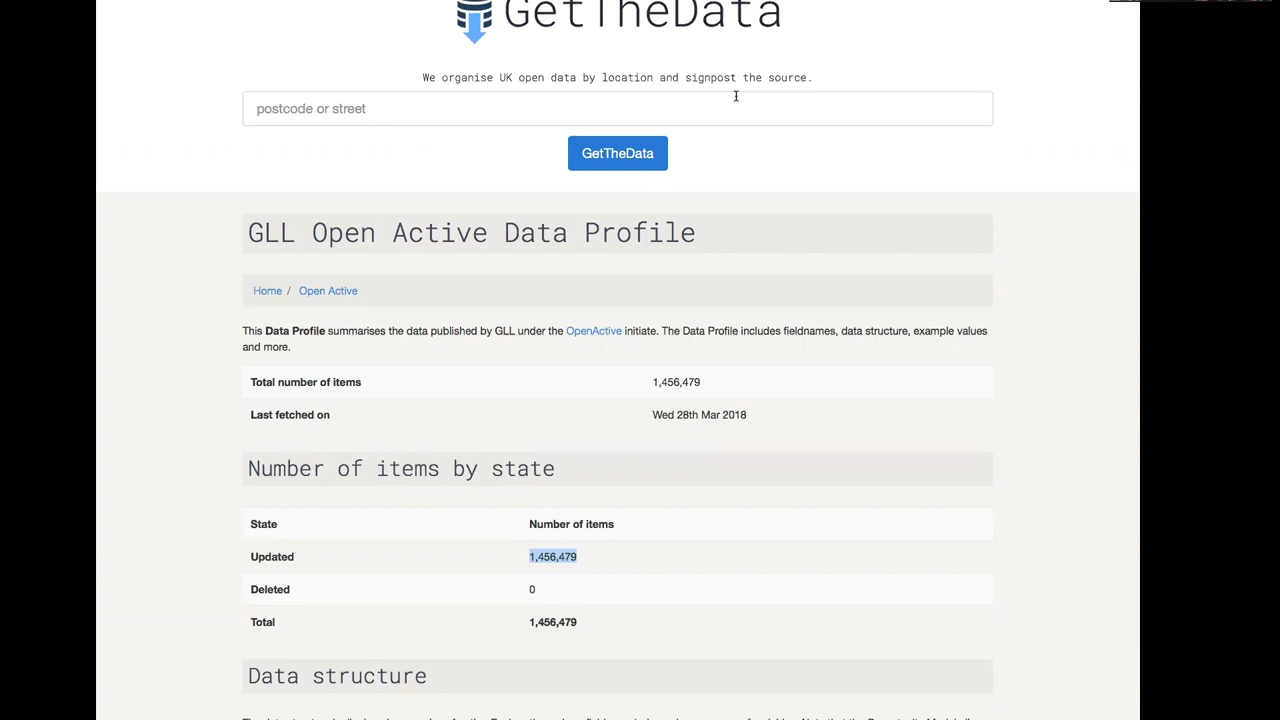 GetTheData
We organise UK open data by location and signpost the source.
postcode or street
GetTheData
GLL Open Active Data Profile
Home / Open Active
This Data Profile summarises the data published by GLL under the OpenActive initiate. The Data Profile includes fieldnames, data structure, example values
and more.
Total number of items 1,456,479
Last fetched on Wed 28th Mar 2018
Number of items by state
State Number of items
Updated 1,456,479
Deleted 0
Total 1,456,479
Data structure